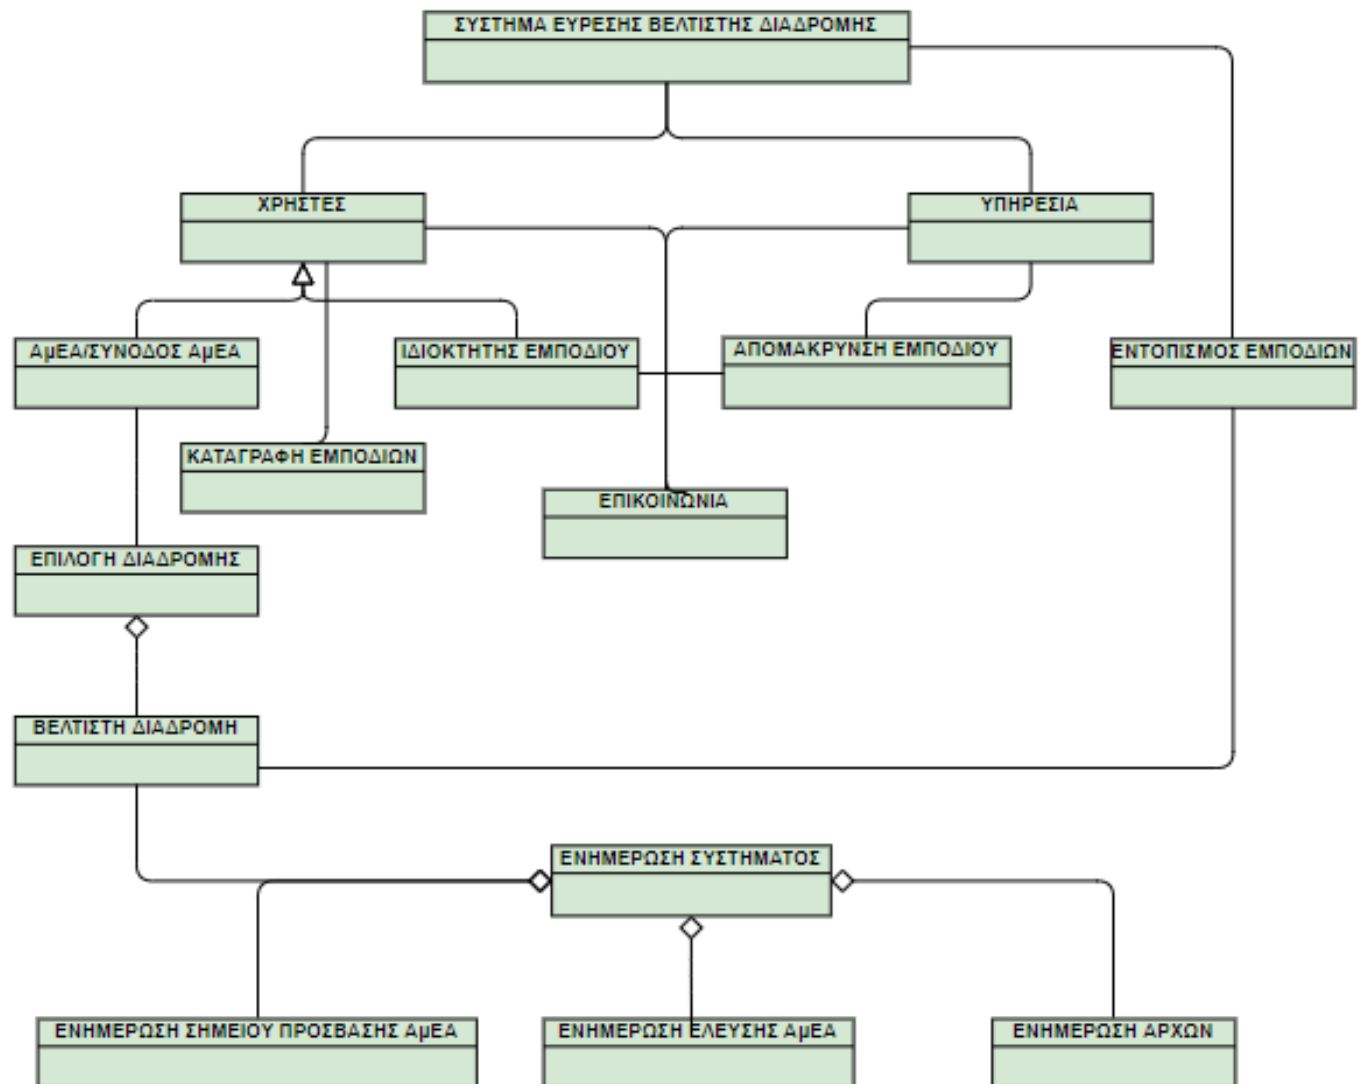 ΣΥΣΤΗΜΑ ΕΥΡΕΣΗΣ ΒΕΛΤΙΣΤΗΣ ΔΙΑΔΡΟΜΗΣ
ΧΡΗΣΤΕΣ
ΥΠΗΡΕΣΙΑ
ΑμΕΑ/ΣΥΝΟΔΟΣ ΑμΕΑ
ΙΔΙΟΚΤΗΤΗΣ ΕΜΠΟΔΙΟΥ
ΑΠΟΜΑΚΡΥΝΣΗ ΕΜΠΟΔΙΟΥ
ΕΝΤΟΠΙΣΜΟΣ ΕΜΠΟΔΙΩΝ
ΚΑΤΑΓΡΑΦΗ ΕΜΠΟΔΙΩΝ
ΕΠΙΚΟΙΝΩΝΙΑ
ΕΠΙΛΟΓΗ ΔΙΑΔΡΟΜΗΣ
ΒΕΛΤΙΣΤΗ ΔΙΑΔΡΟΜΗ
ΕΝΗΜΕΡΩΣΗ ΣΥΣΤΗΜΑΤΟΣ
ΕΝΗΜΕΡΩΣΗ ΣΗΜΕΙΟΥ ΠΡΟΣΒΑΣΗΣ ΑμΕΑ
ΕΝΗΜΕΡΩΣΗ ΕΛΕΥΣΗΣ ΑμΕΑ
ΕΝΗΜΕΡΩΣΗ ΑΡΧΩΝ